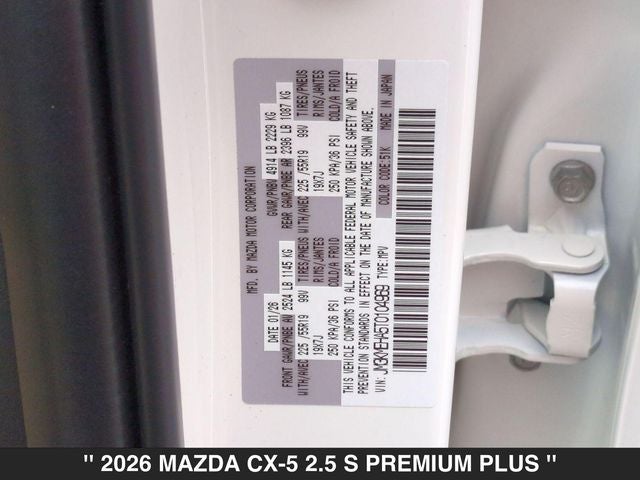 MFD. BY MAZDA MOTOR CORPORATION
DATE 01/26 GVWR/PNBV 4914 LB 2229 KG
FRONT GAWR/PNBE AV 2524 LB 1145 KG REAR GAWR/PNBE AR 2396 LB 1087 KG
WITH/AVEC 225 /55R19 99V TIRES/PNEUS WITH/AVEC 225 /55R19 99V TIRES/PNEUS
19X7J RIMS/JANTES 19X7J RIMS/JANTES
250 KPA/36 PSI COLD/A FROID 250 KPA/36 PSI COLD/A FROID
THIS VEHICLE CONFORMS TO ALL APPLICABLE FEDERAL MOTOR VEHICLE SAFETY AND THEFT
PREVENTION STANDARDS IN EFFECT ON THE DATE OF MANUFACTURE SHOWN ABOVE.
VIN: TYPE:MPV COLOR CODE:51K MADE IN JAPAN
" 2026 MAZDA CX-5 2.5 S PREMIUM PLUS "